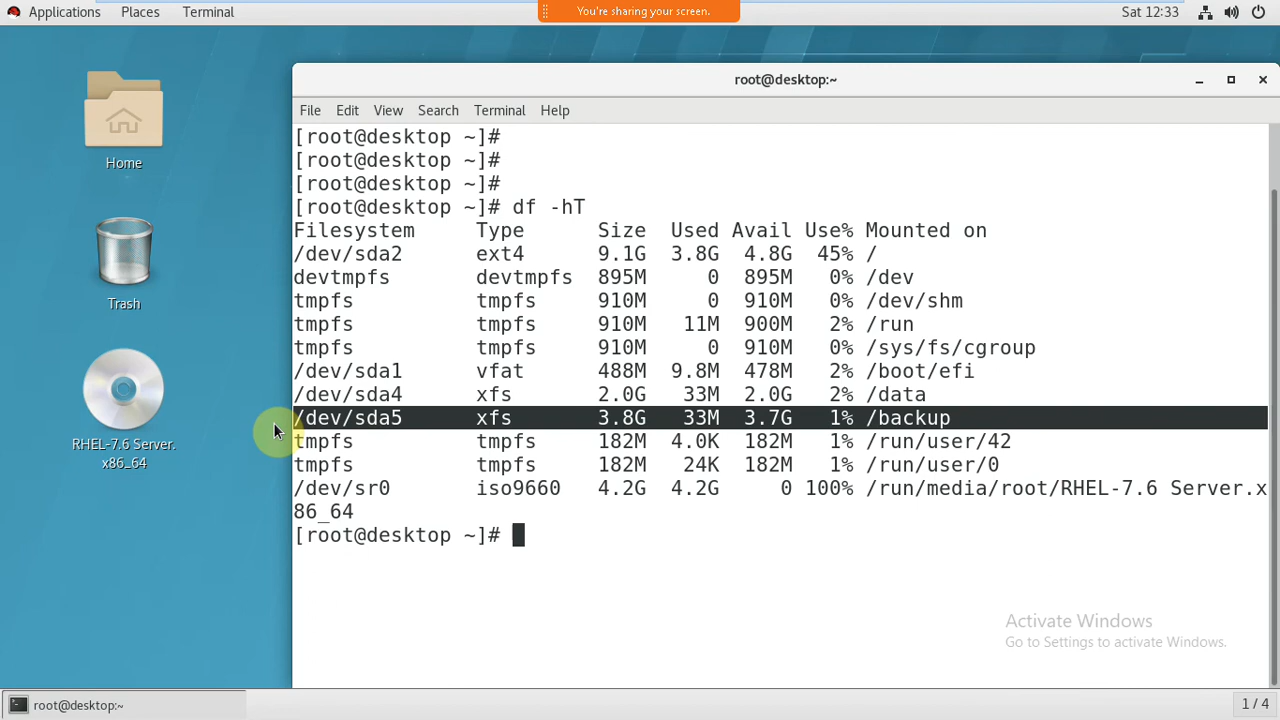 Applications Places Terminal
You're sharing your screen.
Sat 12:33
root@desktop:~
File Edit View Search Terminal Help
Home
Trash
RHEL-7.6 Server.
x86_64
[root@desktop ~]#
[root@desktop ~]#
[root@desktop ~]#
[root@desktop ~]# df -hT
Filesystem Type Size Used Avail Use% Mounted on
/dev/sda2 ext4 9.1G 3.8G 4.8G 45% /
devtmpfs devtmpfs 895M 0 895M 0% /dev
tmpfs tmpfs 910M 0 910M 0% /dev/shm
tmpfs tmpfs 910M 11M 900M 2% /run
tmpfs tmpfs 910M 0 910M 0% /sys/fs/cgroup
/dev/sda1 vfat 488M 9.8M 478M 2% /boot/efi
/dev/sda4 xfs 2.0G 33M 2.0G 2% /data
/dev/sda5 xfs 3.8G 33M 3.7G 1% /backup
tmpfs tmpfs 182M 4.0K 182M 1% /run/user/42
tmpfs tmpfs 182M 24K 182M 1% /run/user/0
/dev/sr0 iso9660 4.2G 4.2G 0 100% /run/media/root/RHEL-7.6 Server.x
86_64
[root@desktop ~]#
Activate Windows
Go to Settings to activate Windows.
root@desktop:~
1 / 4